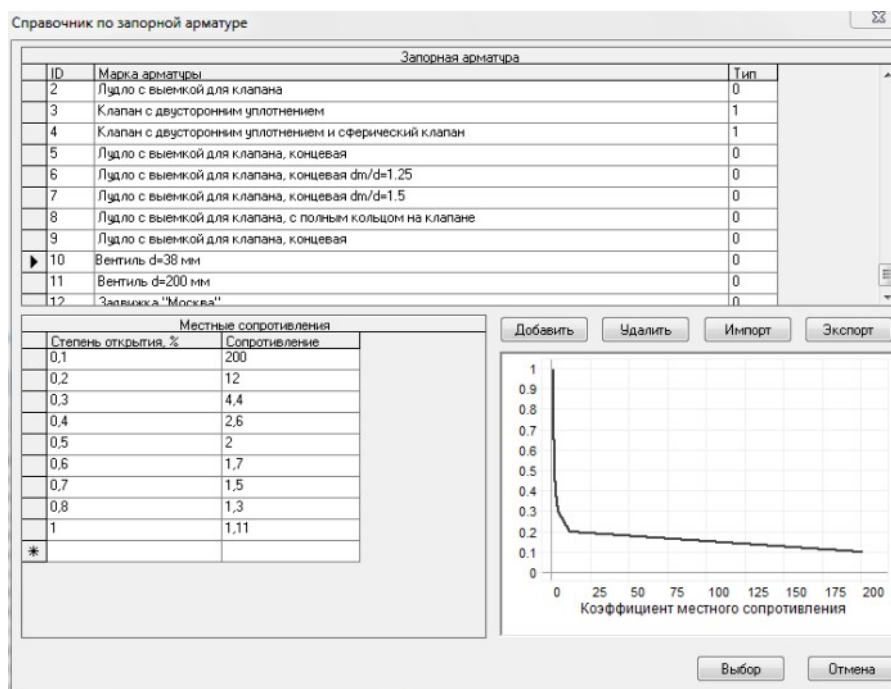 Справочник по запорной арматуре
Запорная арматура
ID Марка арматуры Тип
2 Лудло с выемкой для клапана 0
3 Клапан с двусторонним уплотнением 1
4 Клапан с двусторонним уплотнением и сферический клапан 1
5 Лудло с выемкой для клапана, концевая 0
6 Лудло с выемкой для клапана, концевая dm/d=1.25 0
7 Лудло с выемкой для клапана, концевая dm/d=1.5 0
8 Лудло с выемкой для клапана, с полным кольцом на клапане 0
9 Лудло с выемкой для клапана, концевая 0
10 Вентиль d=38 мм 0
11 Вентиль d=200 мм 0
12 Задвижка "Москва" 0
Местные сопротивления
Степень открытия, % Сопротивление
0,1 200
0,2 12
0,3 4,4
0,4 2,6
0,5 2
0,6 1,7
0,7 1,5
0,8 1,3
1 1,11
Добавить Удалить Импорт Экспорт
1
0.9
0.8
0.7
0.6
0.5
0.4
0.3
0.2
0.1
0
0 25 50 75 100 125 150 175 200
Коэффициент местного сопротивления
Выбор Отмена